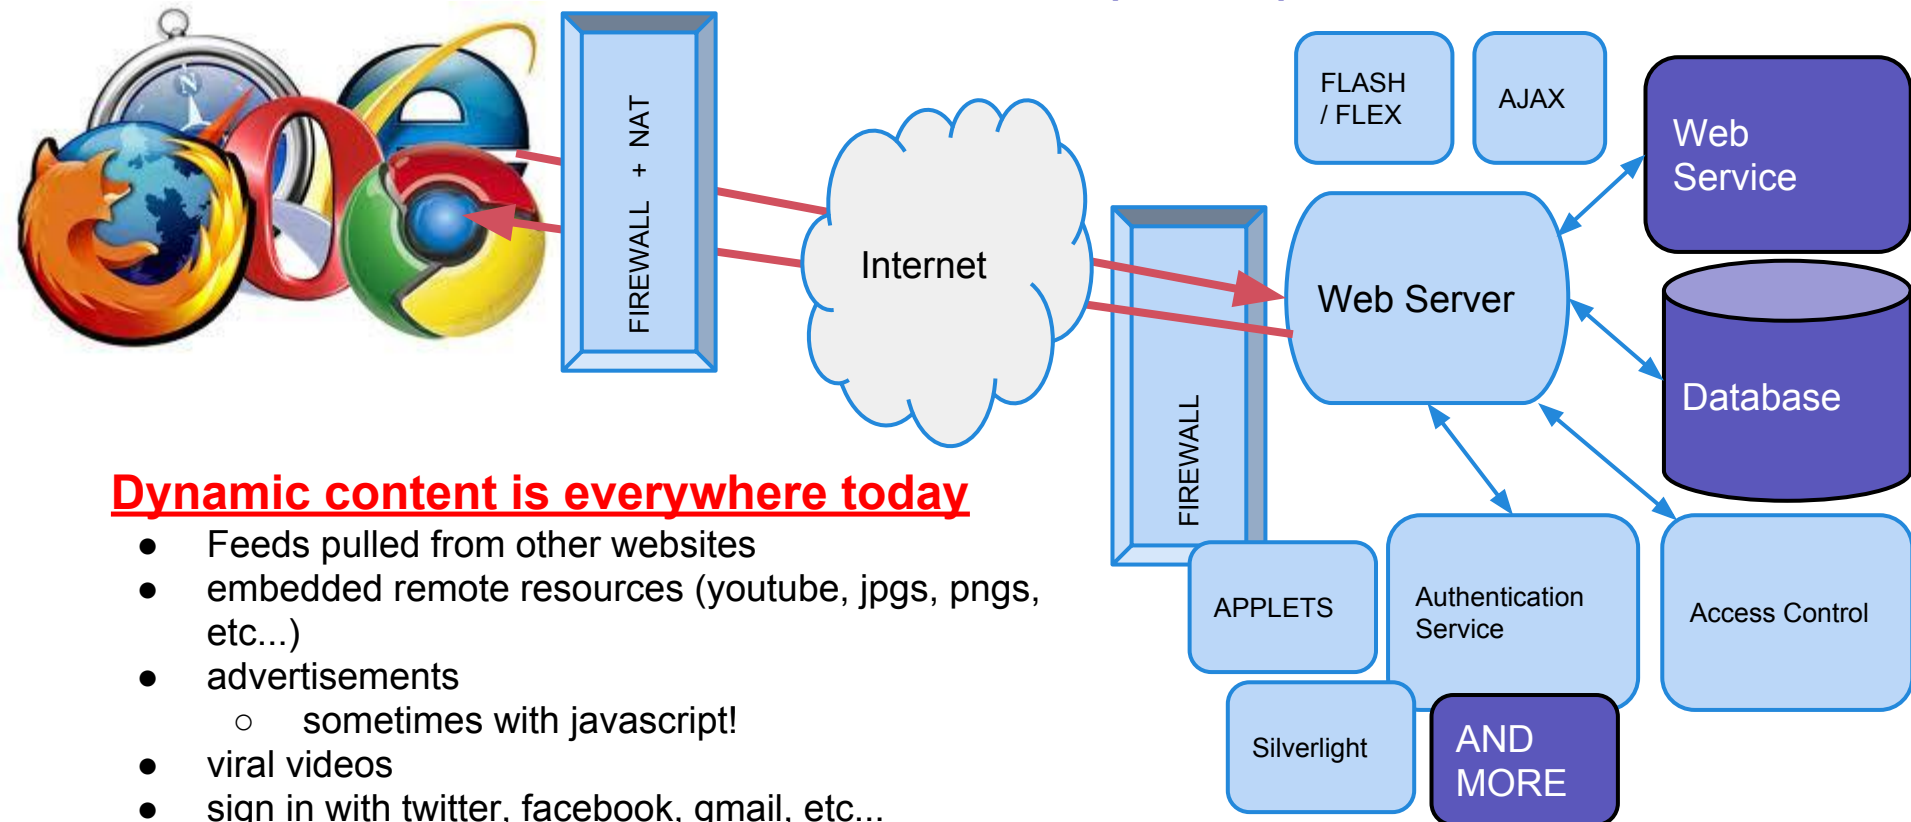 FLASH
/ FLEX
AJAX
Web
Service
FIREWALL + NAT
Internet
Web Server
Database
FIREWALL
Dynamic content is everywhere today
● Feeds pulled from other websites
● embedded remote resources (youtube, jpgs, pngs,
etc...)
● advertisements
○ sometimes with javascript!
● viral videos
● sign in with twitter, facebook, gmail, etc...
APPLETS
Authentication
Service
Access Control
Silverlight
AND
MORE